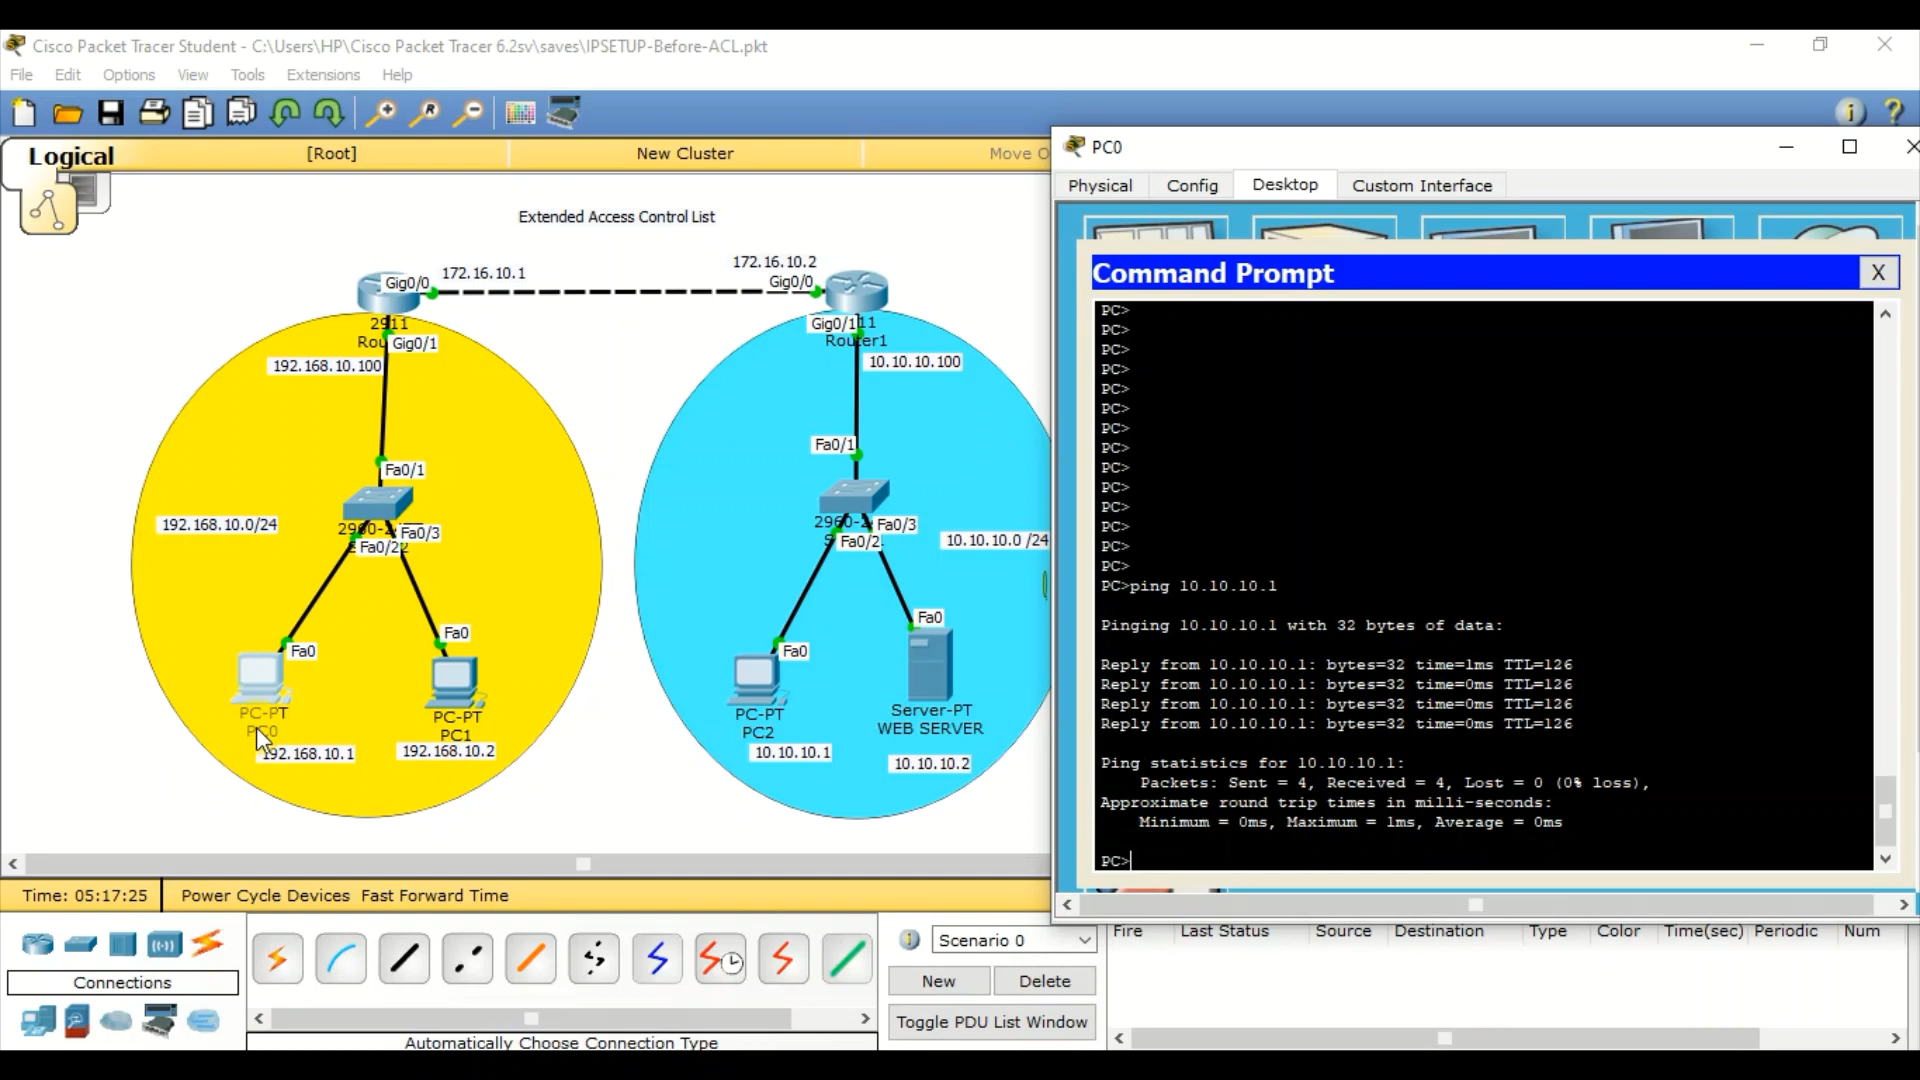 Cisco Packet Tracer Student - C:\Users\HP\Cisco Packet Tracer 6.2sv\saves\IPSETUP-Before-ACL.pkt
File Edit Options View Tools Extensions Help
Logical
[Root]
New Cluster
Move O
Extended Access Control List
172.16.10.1
172.16.10.2
Gig0/0
Gig0/0
2911
Rou
Gig0/1
192.168.10.100
Gig0/1
11
Router1
10.10.10.100
Fa0/1
Fa0/1
192.168.10.0/24
Fa0/3
Fa0/2
Fa0/3
Fa0/2
10.10.10.0 /24
Fa0
Fa0
Fa0
Fa0
PC-PT
PC0
192.168.10.1
PC-PT
PC1
192.168.10.2
PC-PT
PC2
10.10.10.1
Server-PT
WEB SERVER
10.10.10.2
PC0
Physical Config Desktop Custom Interface
Command Prompt
X
PC>
PC>
PC>
PC>
PC>
PC>
PC>
PC>
PC>
PC>
PC>
PC>
PC>
PC>
PC>ping 10.10.10.1
Pinging 10.10.10.1 with 32 bytes of data:
Reply from 10.10.10.1: bytes=32 time=1ms TTL=126
Reply from 10.10.10.1: bytes=32 time=0ms TTL=126
Reply from 10.10.10.1: bytes=32 time=0ms TTL=126
Reply from 10.10.10.1: bytes=32 time=0ms TTL=126
Ping statistics for 10.10.10.1:
Packets: Sent = 4, Received = 4, Lost = 0 (0% loss),
Approximate round trip times in milli-seconds:
Minimum = 0ms, Maximum = 1ms, Average = 0ms
PC>
Time: 05:17:25
Power Cycle Devices Fast Forward Time
Connections
Automatically Choose Connection Type
Scenario 0
New
Delete
Toggle PDU List Window
Fire Last Status Source Destination Type Color Time(sec) Periodic Num